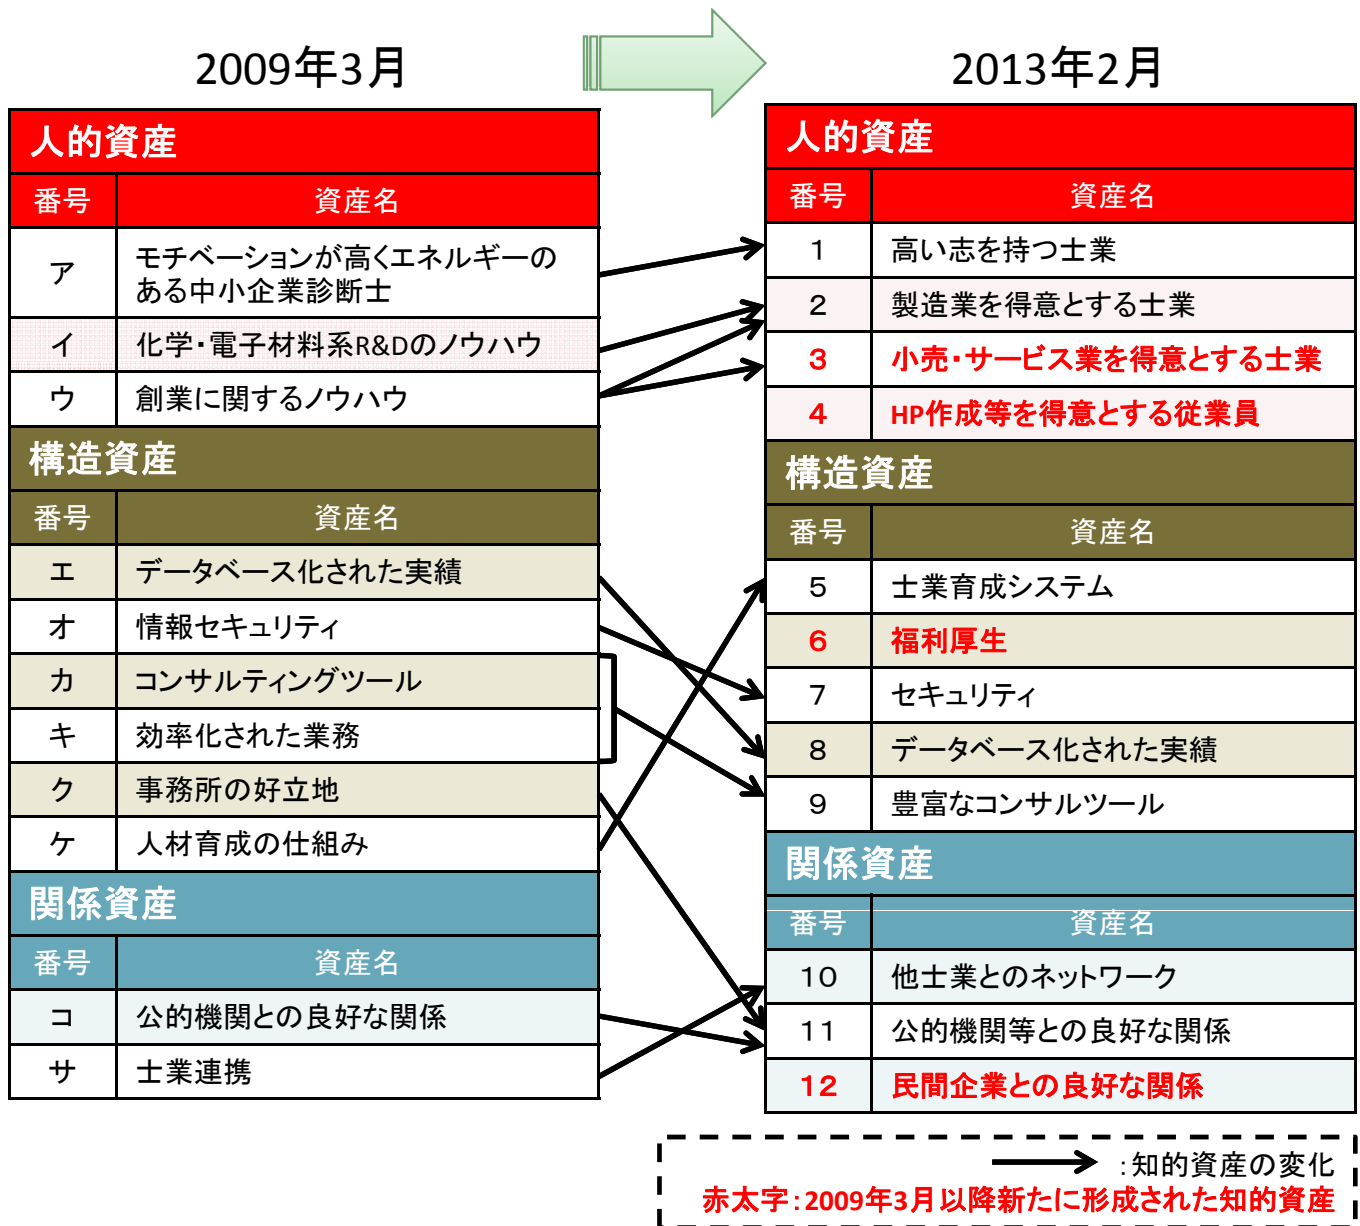 2009年3月
2013年2月
人的資産
番号 資産名
ア モチベーションが高くエネルギーの
ある中小企業診断士
イ 化学・電子材料系R&Dのノウハウ
ウ 創業に関するノウハウ
構造資産
番号 資産名
エ データベース化された実績
オ 情報セキュリティ
カ コンサルティングツール
キ 効率化された業務
ク 事務所の好立地
ケ 人材育成の仕組み
関係資産
番号 資産名
コ 公的機関との良好な関係
サ 士業連携
人的資産
番号 資産名
1 高い志を持つ士業
2 製造業を得意とする士業
3 小売・サービス業を得意とする士業
4 HP作成等を得意とする従業員
構造資産
番号 資産名
5 士業育成システム
6 福利厚生
7 セキュリティ
8 データベース化された実績
9 豊富なコンサルツール
関係資産
番号 資産名
10 他士業とのネットワーク
11 公的機関等との良好な関係
12 民間企業との良好な関係
:知的資産の変化
赤太字:2009年3月以降新たに形成された知的資産